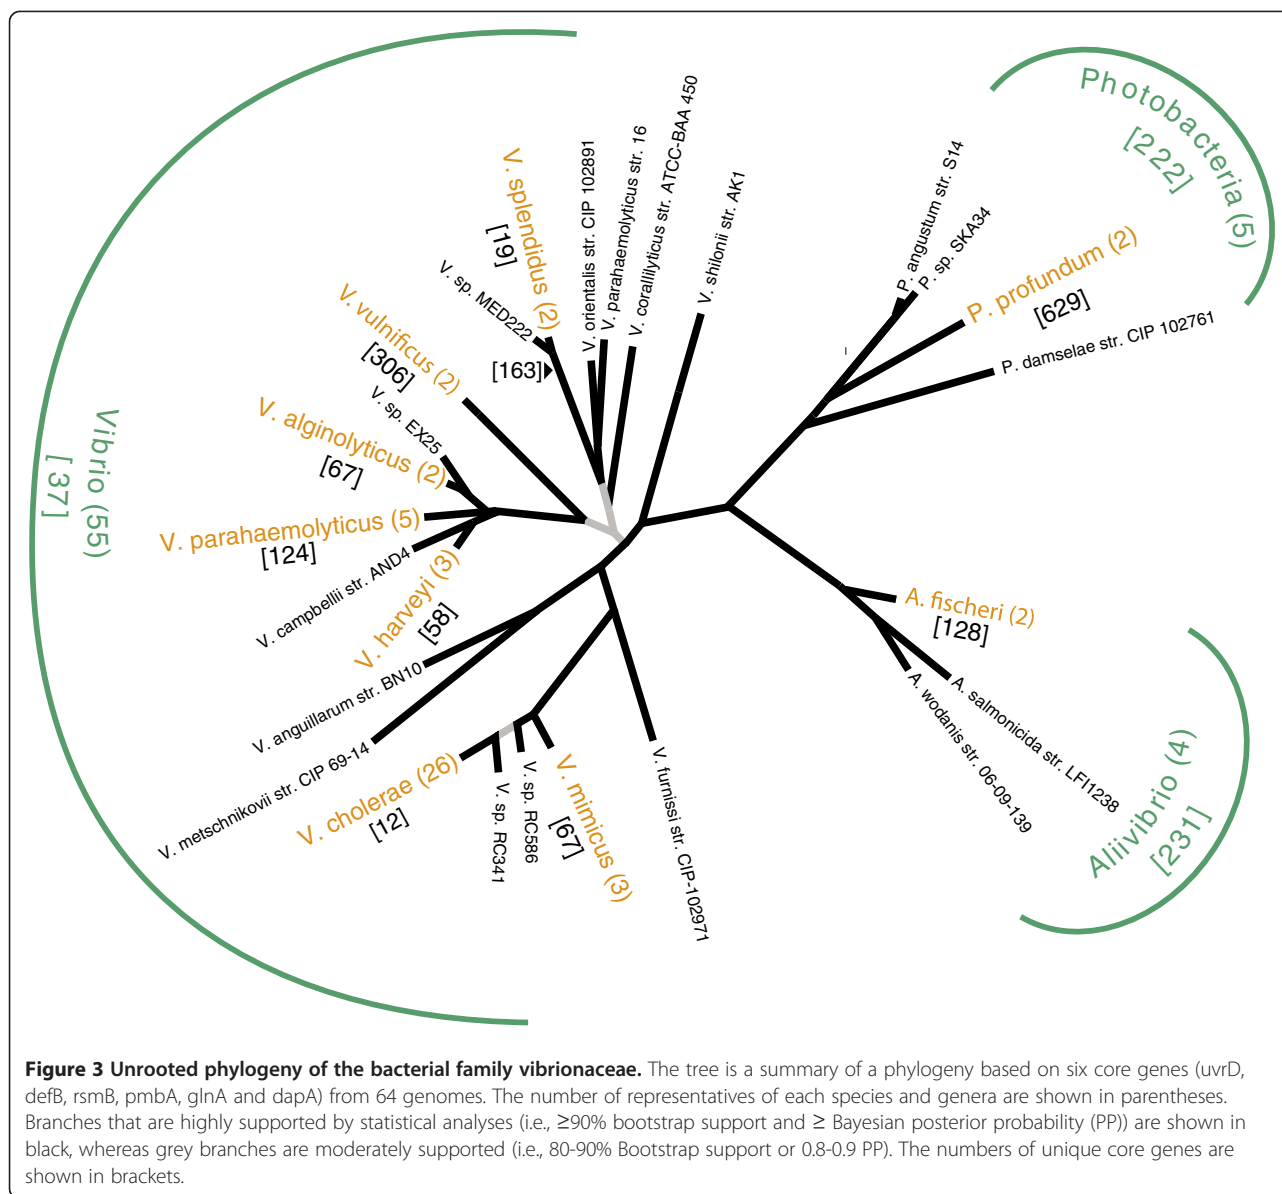 Photobacteria (5)
[222]
P. angustum str. S14
P. sp. SKA34
P. profundum (2)
[629]
P. damselae str. CIP 102761
V. splendidus (2)
[19]
V. sp. MED222
[163]
V. orientalis str. CIP 102891
V. parahaemolyticus str. 16
V. corallilyticus str. ATCC-BAA 450
V. shilonii str. AK1
V. vulnificus (2)
[306]
V. sp. EX25
V. alginolyticus (2)
[67]
V. parahaemolyticus (5)
[124]
V. campbellii str. AND4
V. harveyi (3)
[58]
Vibrio (55)
[37]
V. anguillarum str. BN10
V. metschnikovii str. CIP 69-14
V. cholerae (26)
[12]
V. sp. RC341
V. sp. RC586
V. mimicus (3)
[67]
V. furnissi str. CIP-102971
A. fischeri (2)
[128]
A. salmonicida str. LFI1238
A. wodanis str. 06-09-139
Aliivibrio (4)
[231]
Figure 3 Unrooted phylogeny of the bacterial family vibrionaceae. The tree is a summary of a phylogeny based on six core genes (uvrD,
defB, rsmB, pmbA, glnA and dapA) from 64 genomes. The number of representatives of each species and genera are shown in parentheses.
Branches that are highly supported by statistical analyses (i.e., ≥90% bootstrap support and ≥ Bayesian posterior probability (PP)) are shown in
black, whereas grey branches are moderately supported (i.e., 80-90% Bootstrap support or 0.8-0.9 PP). The numbers of unique core genes are
shown in brackets.